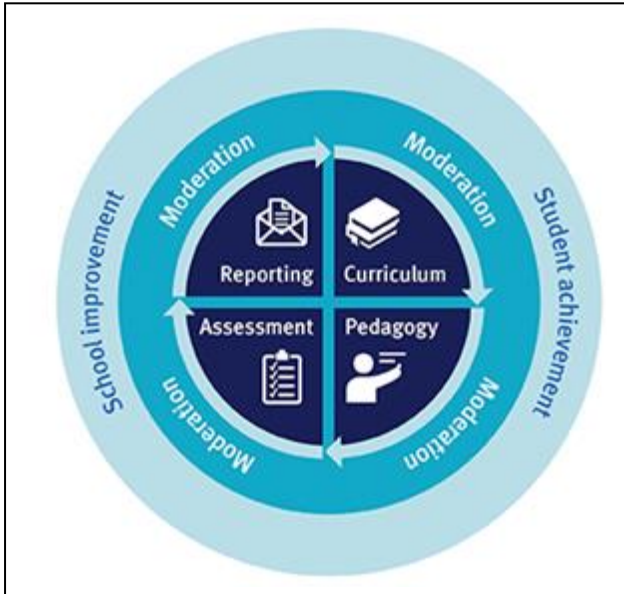 Moderation
Moderation
School improvement
Student achievement
Reporting
Curriculum
Assessment
Pedagogy
Moderation
Moderation